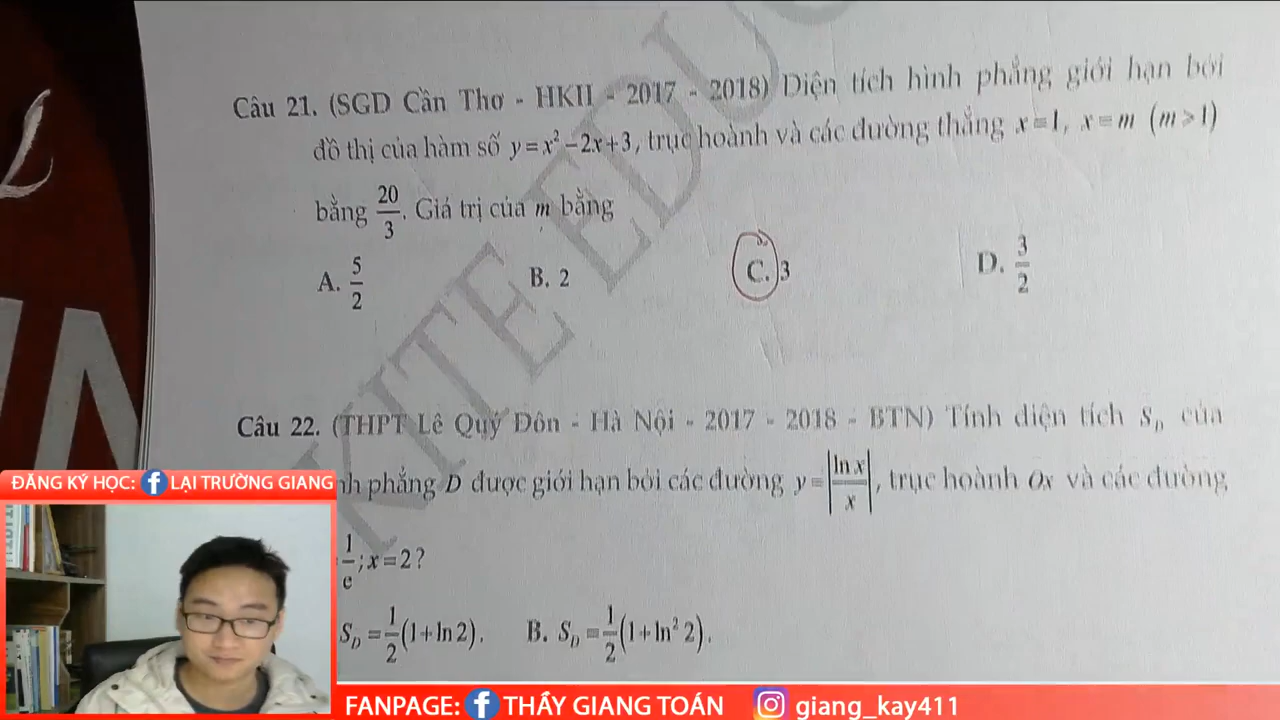 Câu 21. (SGD Cần Thơ - HKII - 2017 - 2018) Diện tích hình phẳng giới hạn bởi
đồ thị của hàm số y = x² − 2x + 3, trục hoành và các đường thẳng x = 1, x = m (m > 1)
bằng 20/3. Giá trị của m bằng
A. 5/2 B. 2 C. 3 D. 3/2
KITE EDU
Câu 22. (THPT Lê Quý Đôn - Hà Nội - 2017 - 2018 - BTN) Tính diện tích S_D của
nh phẳng D được giới hạn bởi các đường y = |ln x / x|, trục hoành Ox và các đường
1/e; x = 2?
S_D = 1/2 (1 + ln 2). B. S_D = 1/2 (1 + ln² 2).
ĐĂNG KÝ HỌC: LẠI TRƯỜNG GIANG
FANPAGE: THẦY GIANG TOÁN giang_kay411